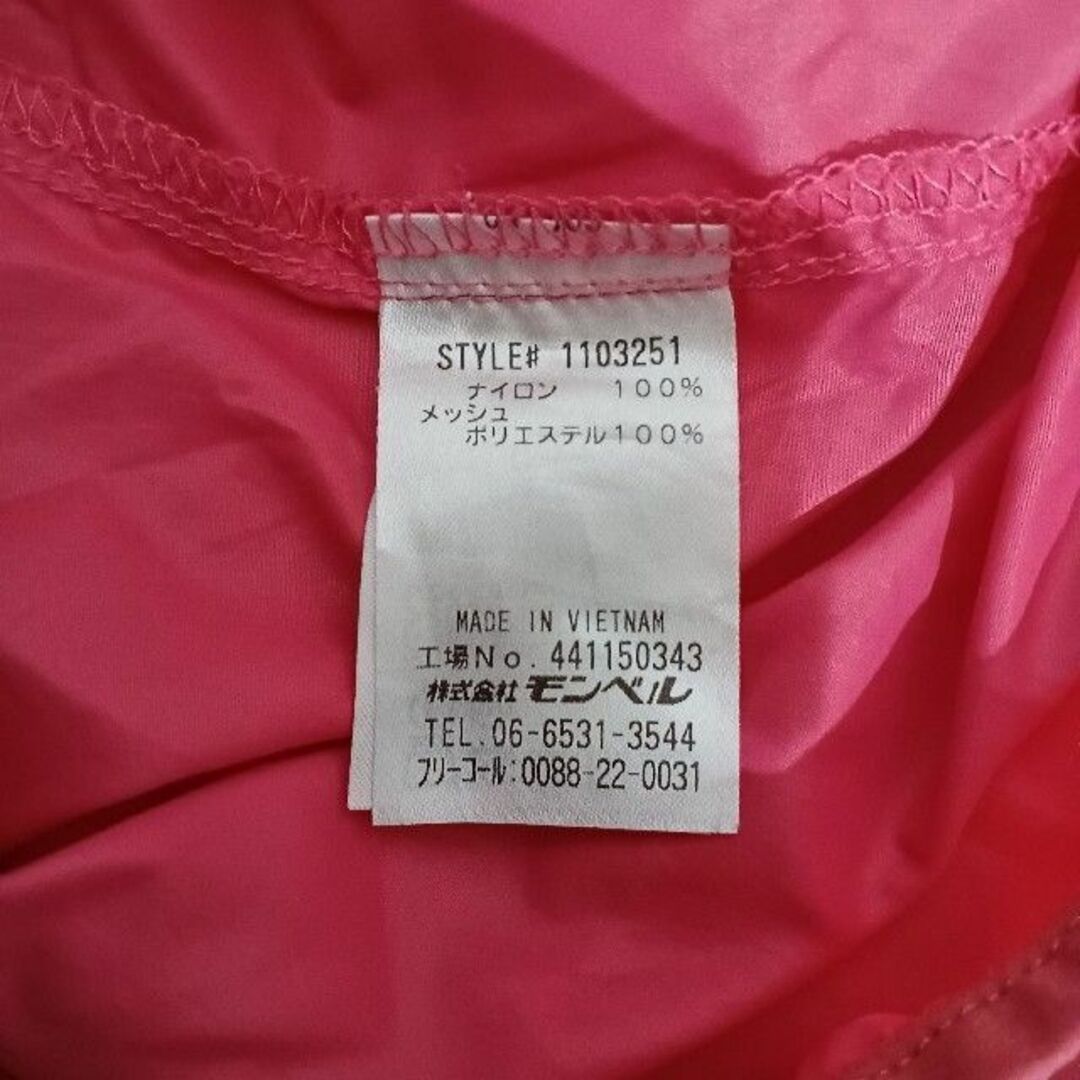 STYLE# 1103251
ナイロン 100%
メッシュ
ポリエステル100%
MADE IN VIETNAM
工場No. 441150343
株式会社 モンベル
TEL. 06-6531-3544
フリーコール:0088-22-0031